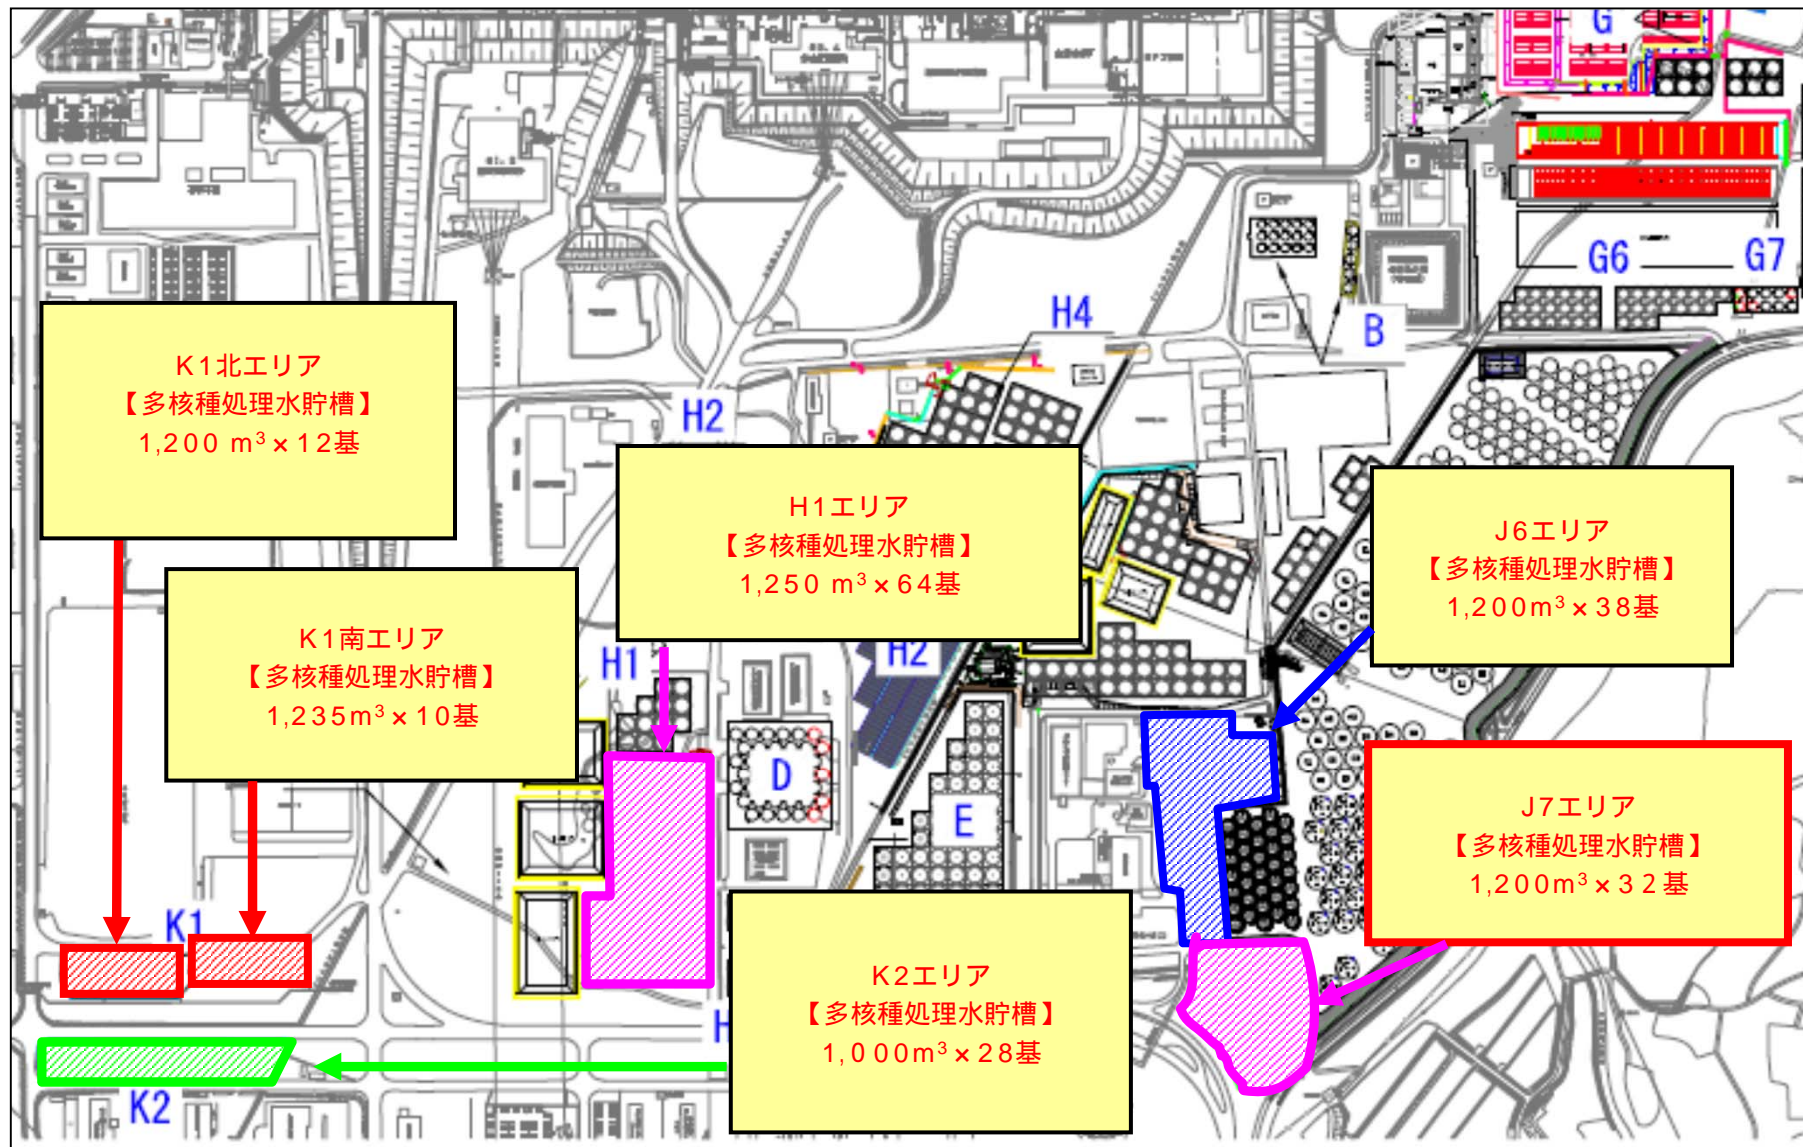 G
G6
G7
B
H4
H2
K1北エリア
【多核種処理水貯槽】
1,200 m³×12基
H1エリア
【多核種処理水貯槽】
1,250 m³×64基
J6エリア
【多核種処理水貯槽】
1,200m³×38基
K1南エリア
【多核種処理水貯槽】
1,235m³×10基
H1
H2
D
E
J7エリア
【多核種処理水貯槽】
1,200m³×32基
K1
K2エリア
【多核種処理水貯槽】
1,000m³×28基
H
K2